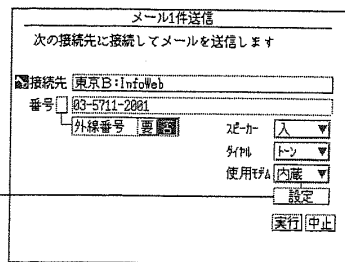 メール1件送信
次の接続先に接続してメールを送信します
接続先 東京B:InfoWeb
番号 03-5711-2001
外線番号 要 否
スピーカー 入 ▼
ダイヤル トーン ▼
使用モデム 内蔵 ▼
設定
実行 中止